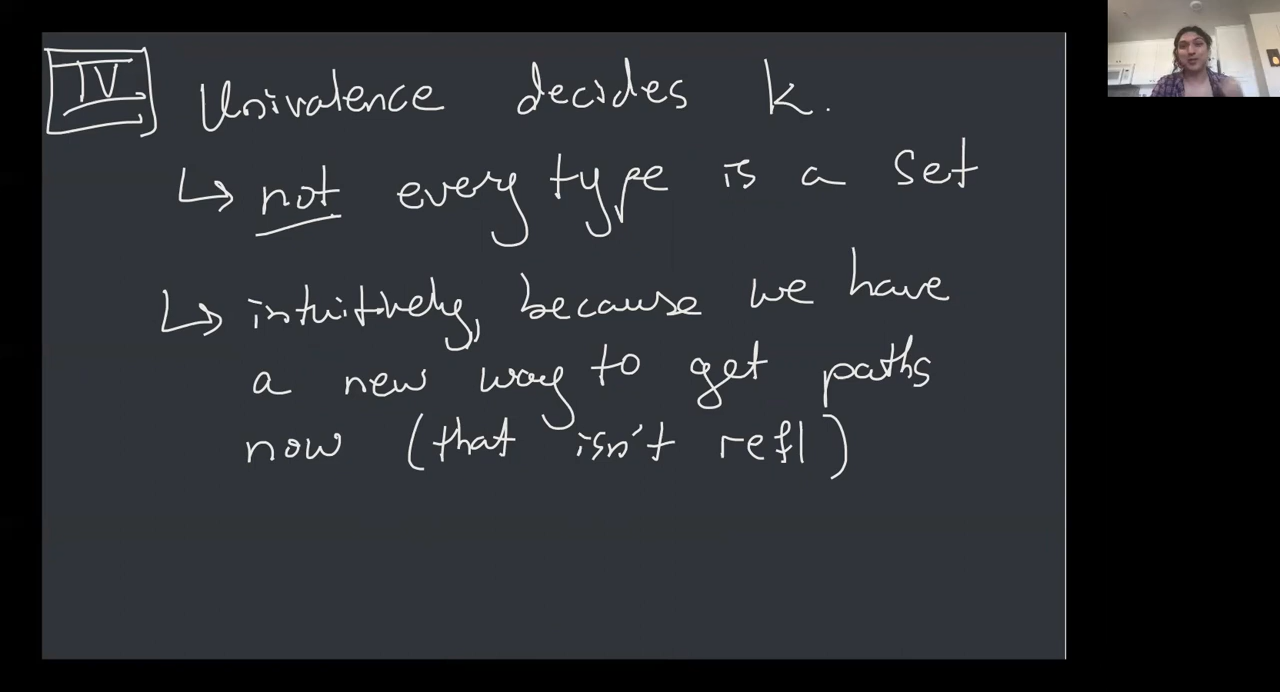 IV Univalence decides K.
↳ not every type is a set
↳ intuitively, because we have
a new way to get paths
now (that isn't refl)